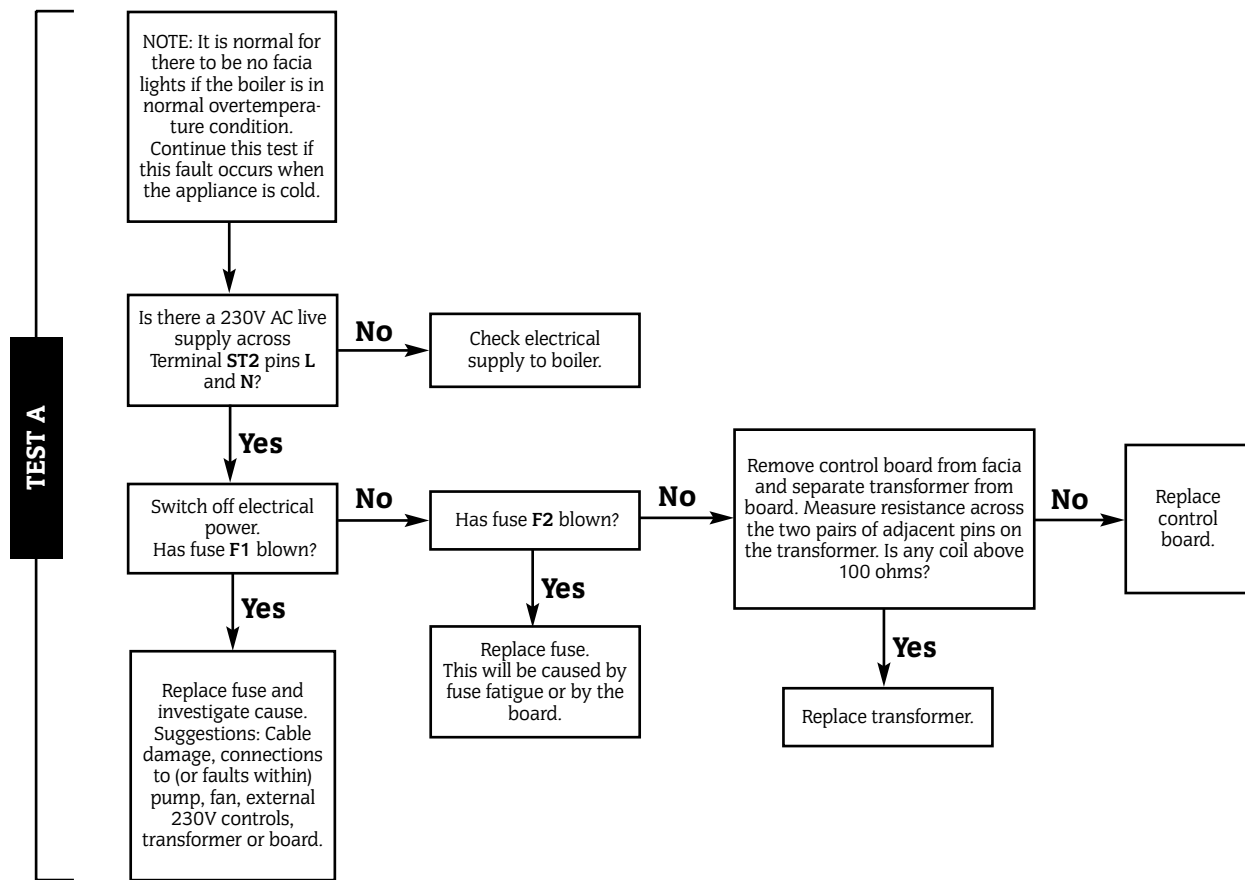 TEST A
NOTE: It is normal for
there to be no facia
lights if the boiler is in
normal overtempera-
ture condition.
Continue this test if
this fault occurs when
the appliance is cold.
Is there a 230V AC live
supply across
Terminal ST2 pins L
and N?
No
Check electrical
supply to boiler.
Yes
Switch off electrical
power.
Has fuse F1 blown?
No
Has fuse F2 blown?
No
Remove control board from facia
and separate transformer from
board. Measure resistance across
the two pairs of adjacent pins on
the transformer. Is any coil above
100 ohms?
No
Replace
control
board.
Yes
Replace fuse and
investigate cause.
Suggestions: Cable
damage, connections
to (or faults within)
pump, fan, external
230V controls,
transformer or board.
Yes
Replace fuse.
This will be caused by
fuse fatigue or by the
board.
Yes
Replace transformer.